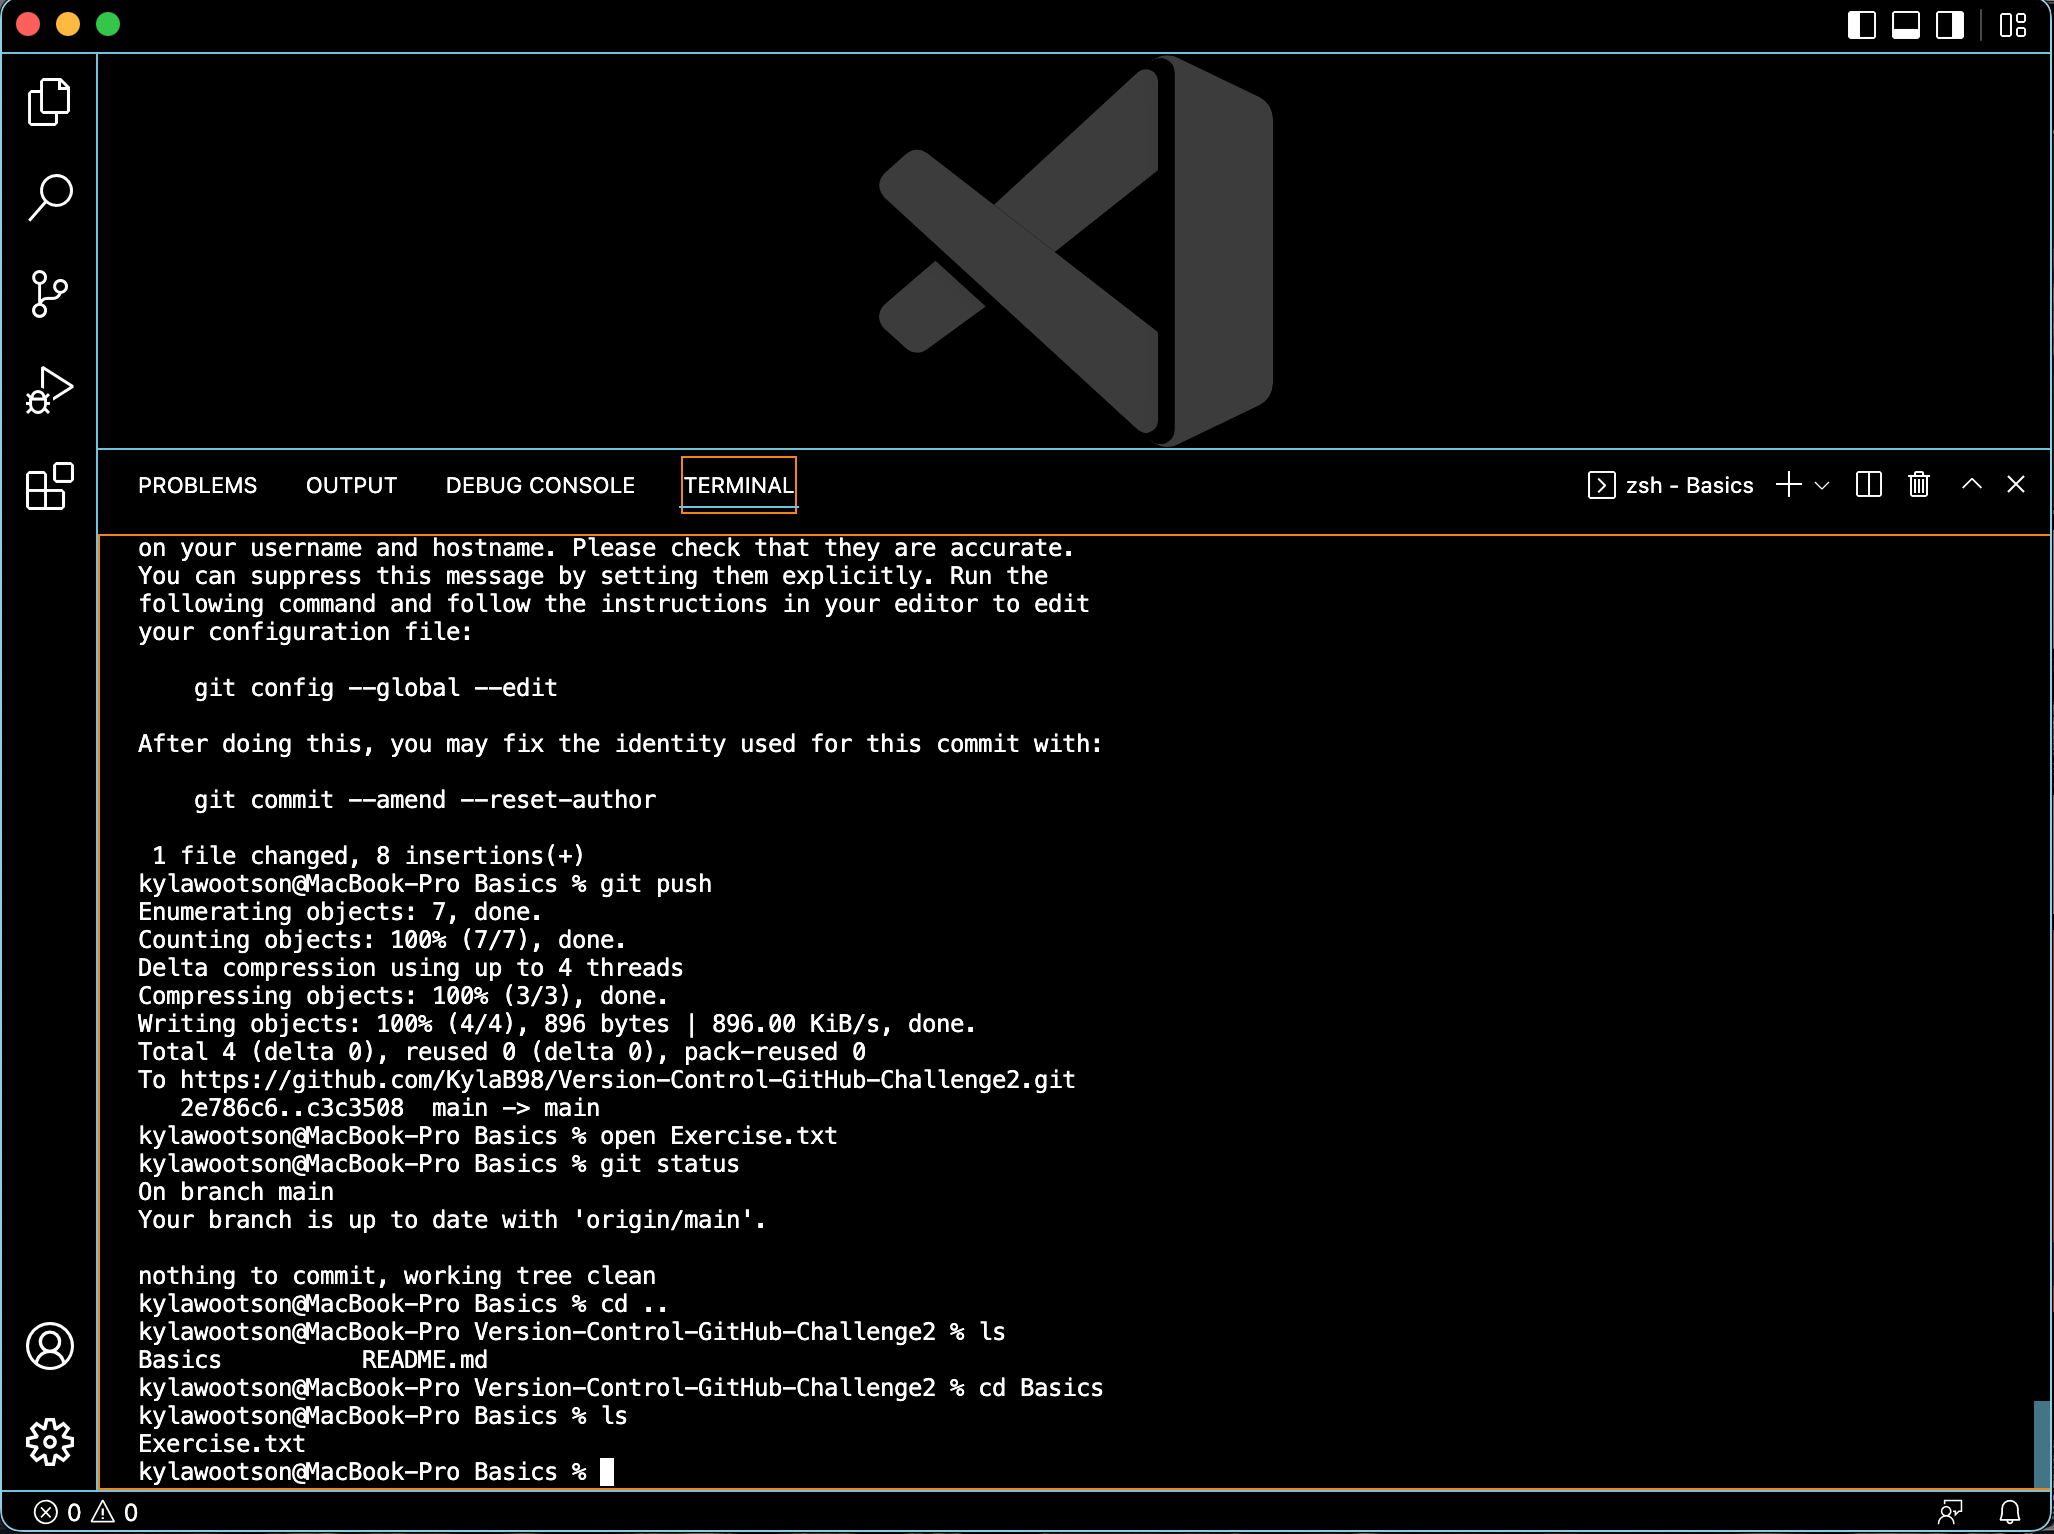 PROBLEMS OUTPUT DEBUG CONSOLE TERMINAL zsh - Basics
on your username and hostname. Please check that they are accurate.
You can suppress this message by setting them explicitly. Run the
following command and follow the instructions in your editor to edit
your configuration file:
git config --global --edit
After doing this, you may fix the identity used for this commit with:
git commit --amend --reset-author
1 file changed, 8 insertions(+)
kylawootson@MacBook-Pro Basics % git push
Enumerating objects: 7, done.
Counting objects: 100% (7/7), done.
Delta compression using up to 4 threads
Compressing objects: 100% (3/3), done.
Writing objects: 100% (4/4), 896 bytes | 896.00 KiB/s, done.
Total 4 (delta 0), reused 0 (delta 0), pack-reused 0
To https://github.com/KylaB98/Version-Control-GitHub-Challenge2.git
2e786c6..c3c3508 main -> main
kylawootson@MacBook-Pro Basics % open Exercise.txt
kylawootson@MacBook-Pro Basics % git status
On branch main
Your branch is up to date with 'origin/main'.
nothing to commit, working tree clean
kylawootson@MacBook-Pro Basics % cd ..
kylawootson@MacBook-Pro Version-Control-GitHub-Challenge2 % ls
Basics README.md
kylawootson@MacBook-Pro Version-Control-GitHub-Challenge2 % cd Basics
kylawootson@MacBook-Pro Basics % ls
Exercise.txt
kylawootson@MacBook-Pro Basics %
0 0